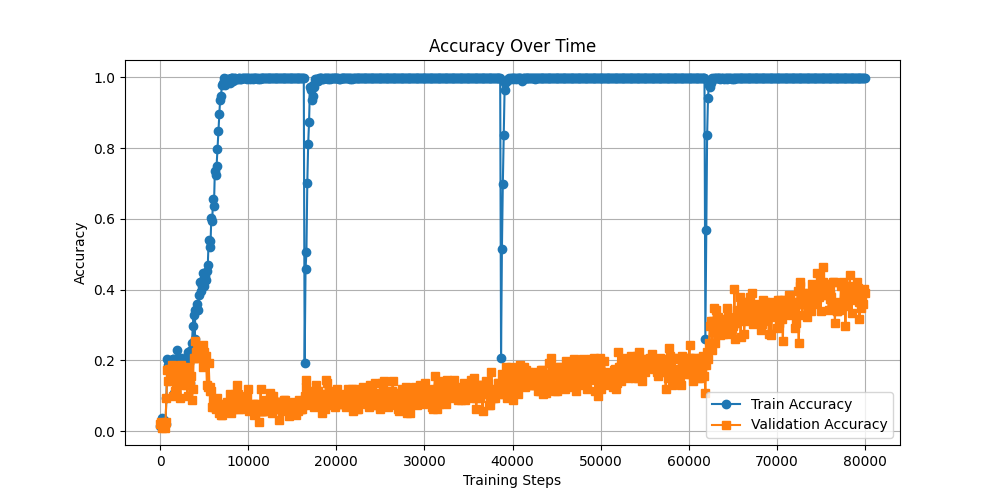 Accuracy Over Time
Accuracy
1.0
0.8
0.6
0.4
0.2
0.0
Train Accuracy
Validation Accuracy
0 10000 20000 30000 40000 50000 60000 70000 80000
Training Steps